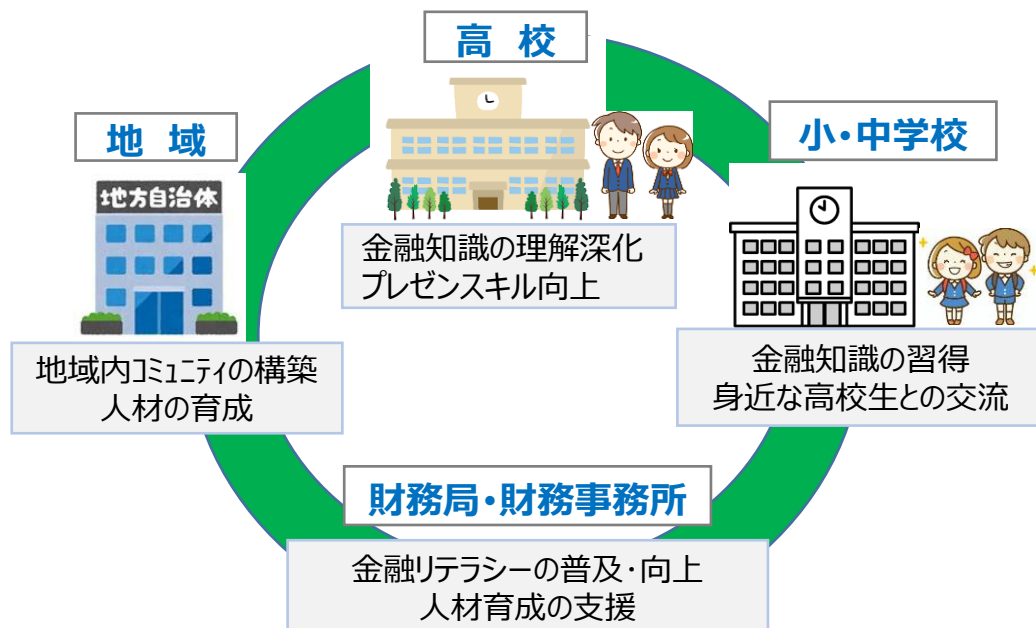 高 校
金融知識の理解深化
プレゼンスキル向上
地 域
地方自治体
地域内コミュニティの構築
人材の育成
小・中学校
金融知識の習得
身近な高校生との交流
財務局・財務事務所
金融リテラシーの普及・向上
人材育成の支援